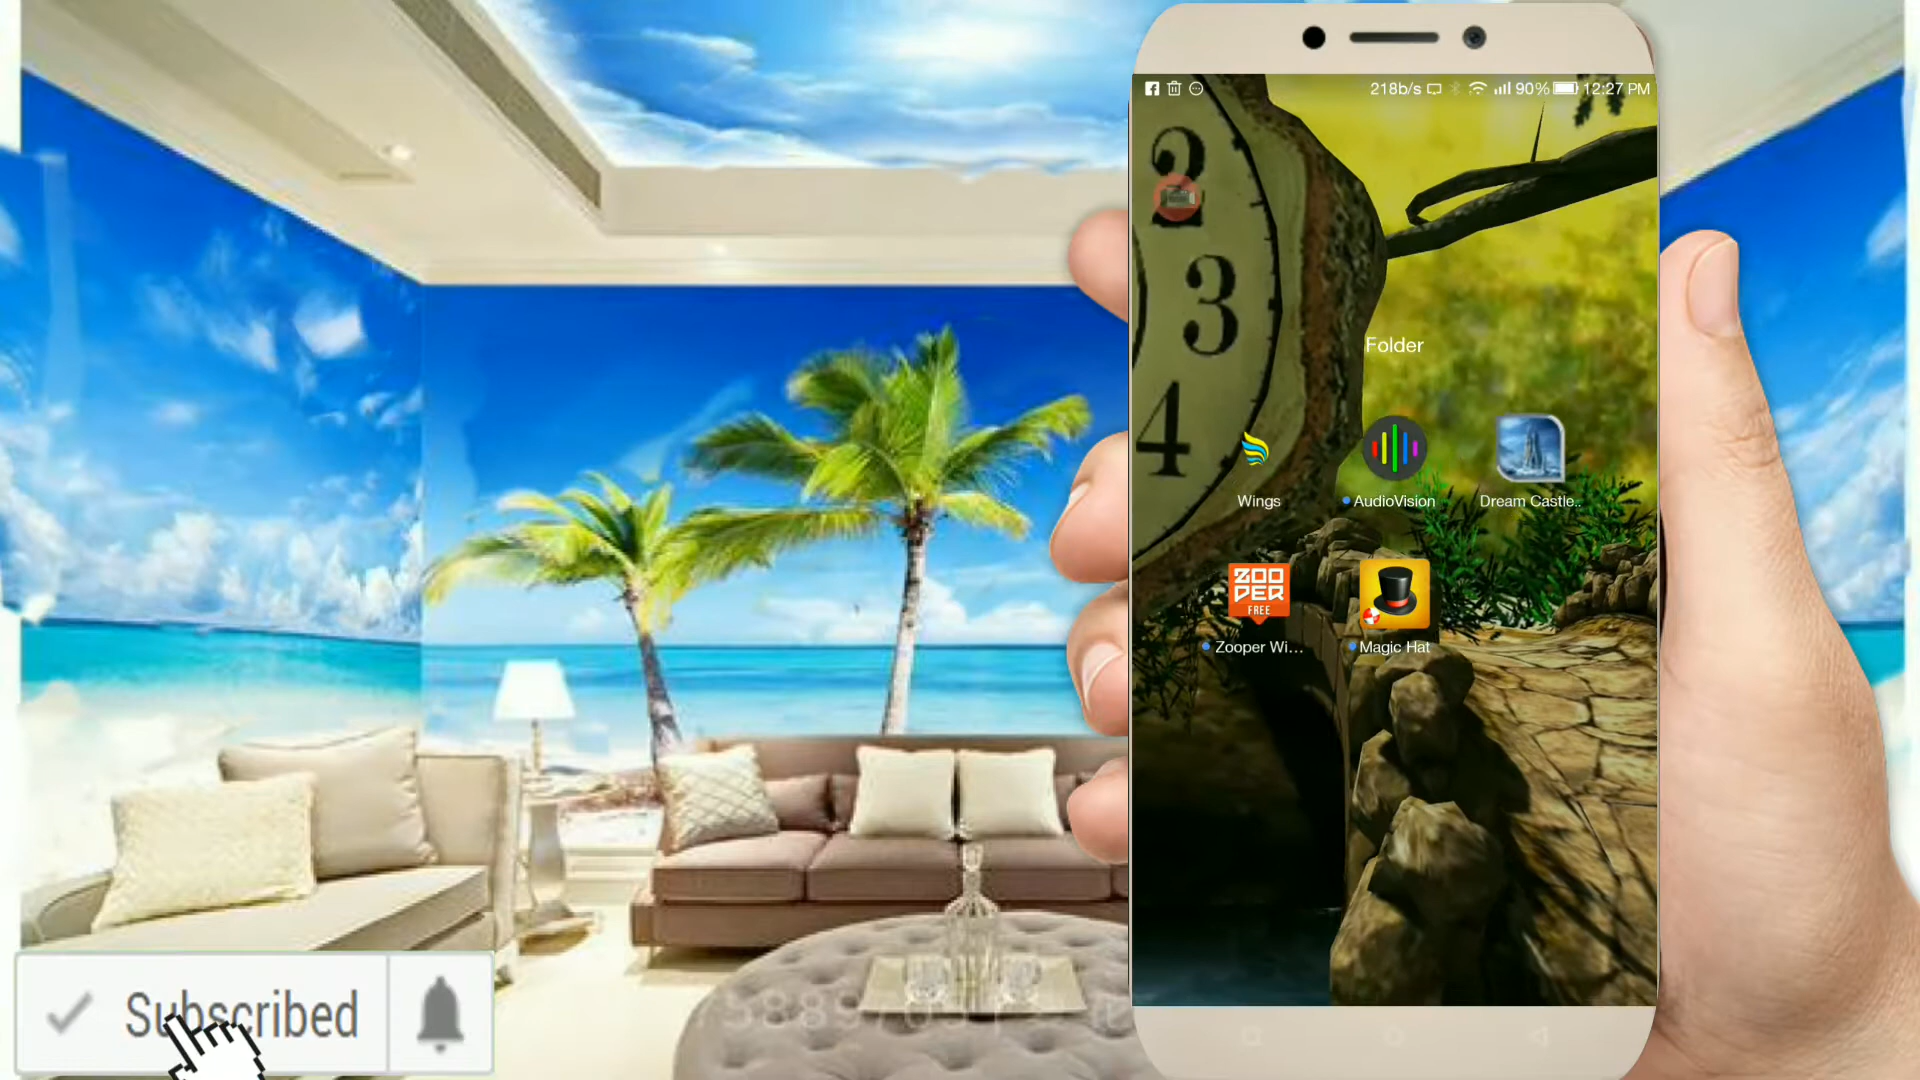 218b/s 90% 12:27 PM
2
3
4
Folder
Wings
AudioVision
Dream Castle..
ZOO
PER
FREE
Zooper Wi...
Magic Hat
Subscribed